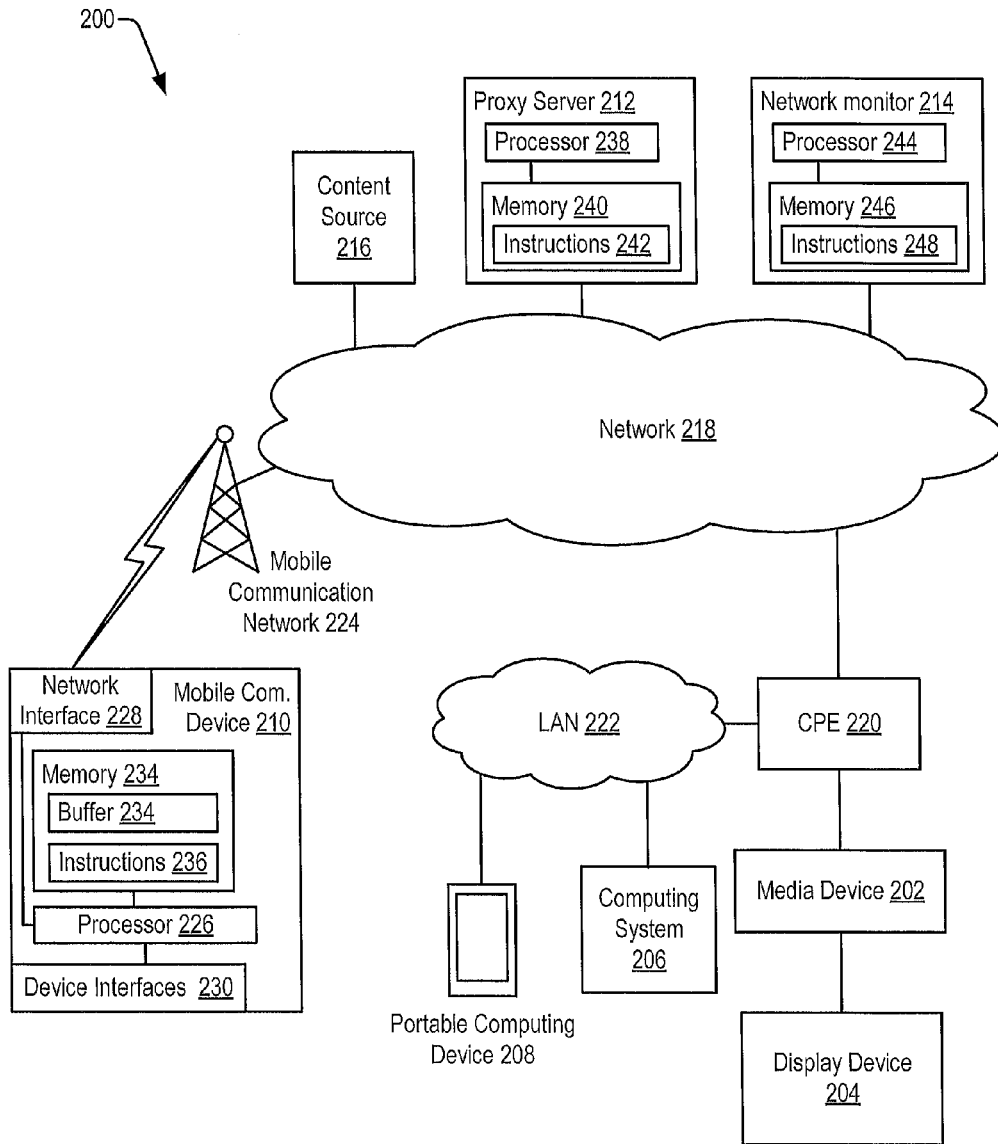 200
Proxy Server 212
Processor 238
Memory 240
Instructions 242
Network monitor 214
Processor 244
Memory 246
Instructions 248
Content
Source
216
Network 218
Mobile
Communication
Network 224
Network
Interface 228
Mobile Com.
Device 210
Memory 234
Buffer 234
Instructions 236
Processor 226
Device Interfaces 230
LAN 222
CPE 220
Portable Computing
Device 208
Computing
System
206
Media Device 202
Display Device
204